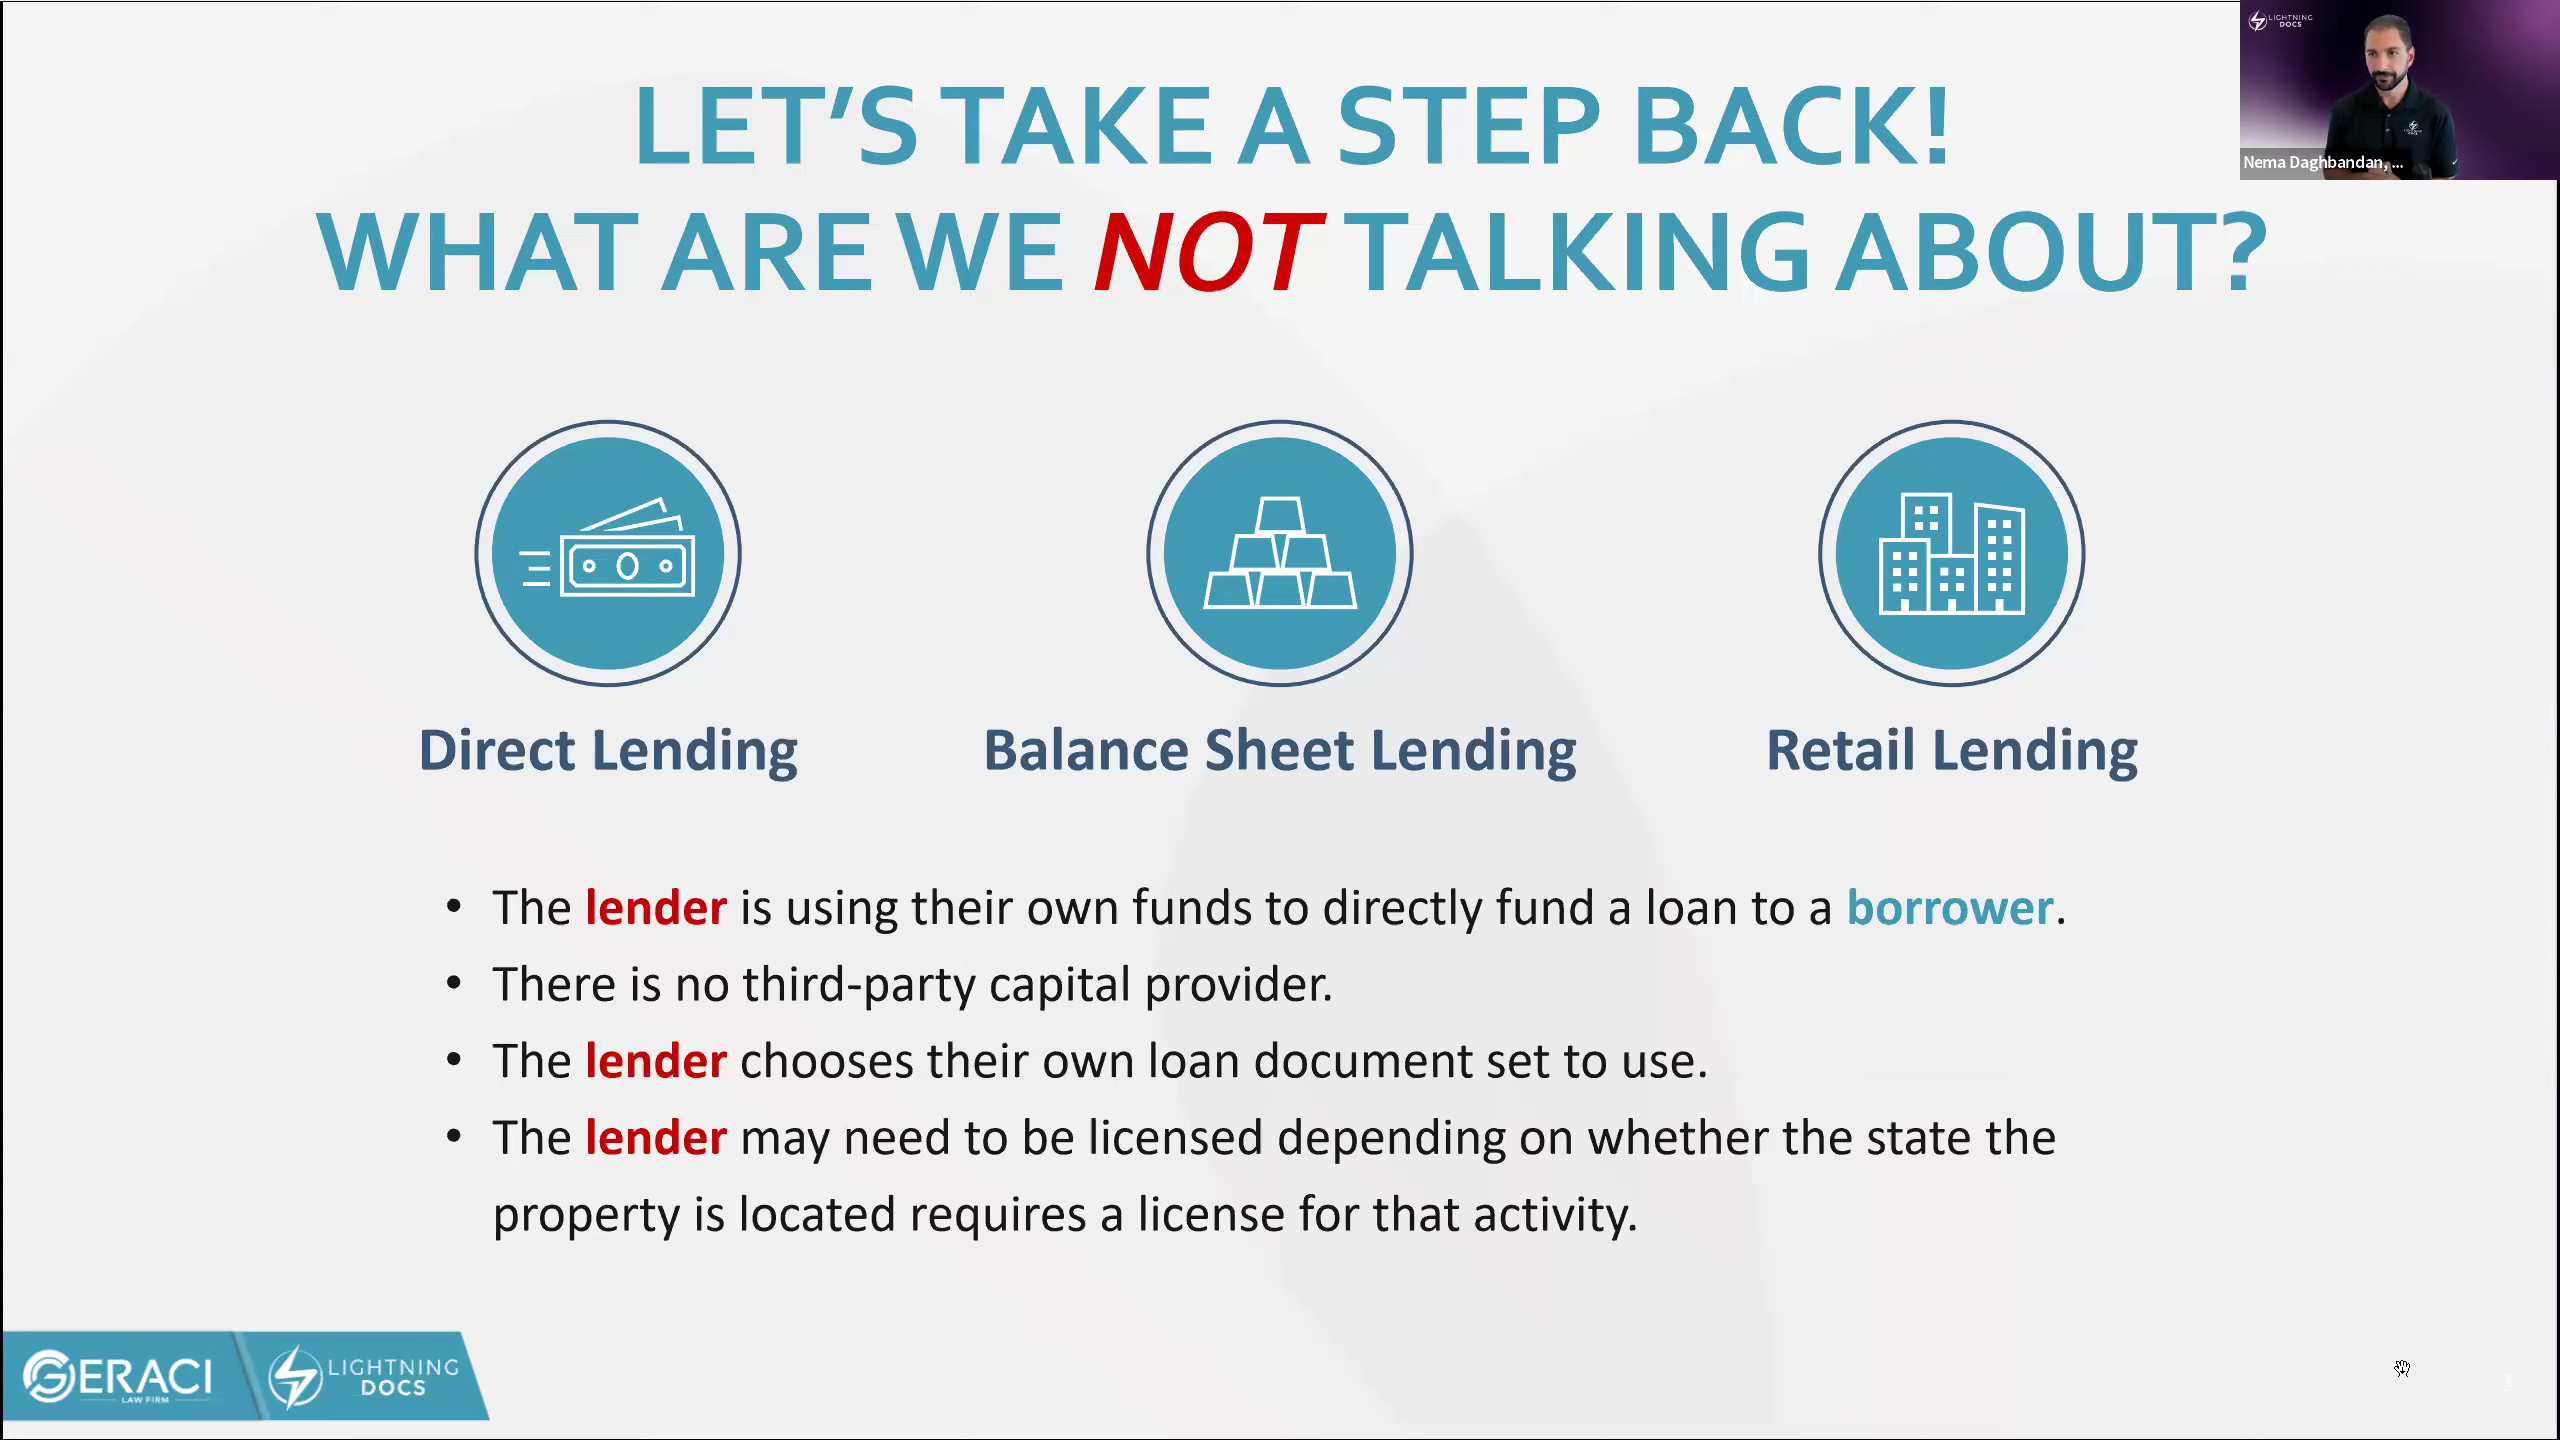 LIGHTNING
DOCS
Nema Daghbandan, ...
LET'S TAKE A STEP BACK!
WHAT ARE WE NOT TALKING ABOUT?
Direct Lending
Balance Sheet Lending
Retail Lending
• The lender is using their own funds to directly fund a loan to a borrower.
• There is no third-party capital provider.
• The lender chooses their own loan document set to use.
• The lender may need to be licensed depending on whether the state the
property is located requires a license for that activity.
GERACI
LAW FIRM
LIGHTNING
DOCS
3